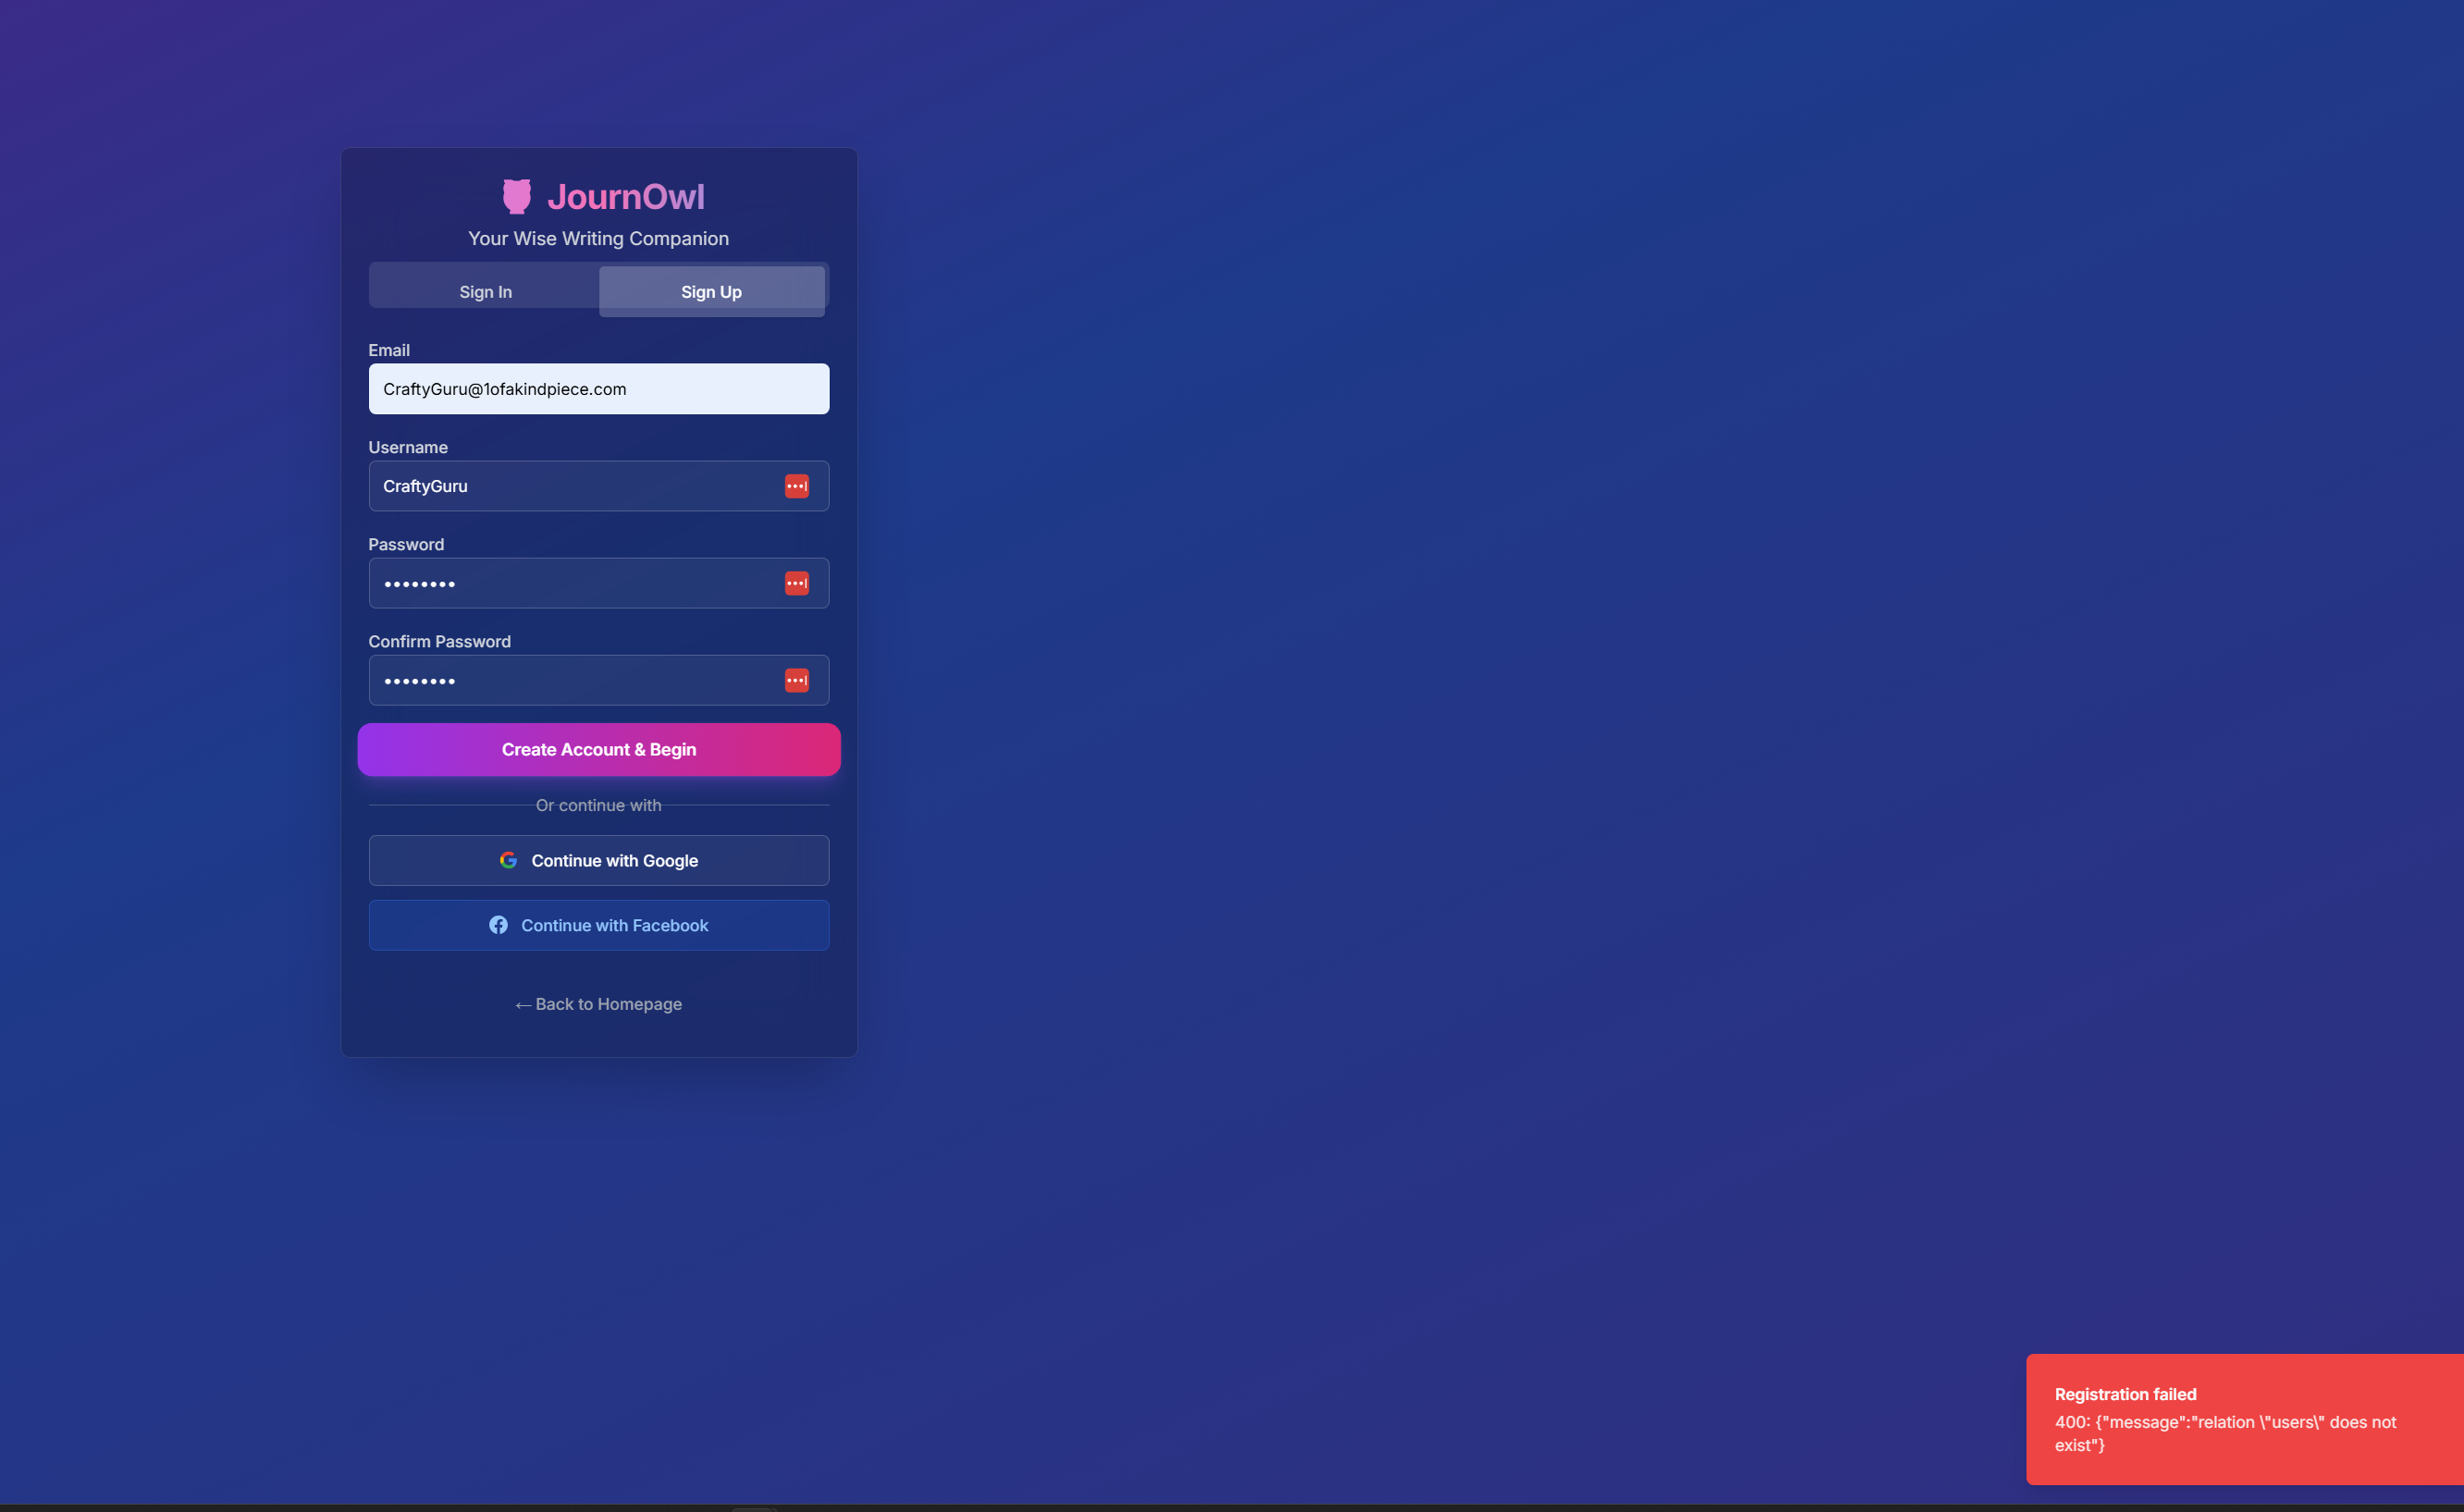 JournOwl
Your Wise Writing Companion
Sign In
Sign Up
Email
CraftyGuru@1ofakindpiece.com
Username
CraftyGuru
Password
••••••••
Confirm Password
••••••••
Create Account & Begin
Or continue with
Continue with Google
Continue with Facebook
← Back to Homepage
Registration failed
400: {"message":"relation \"users\" does not
exist"}